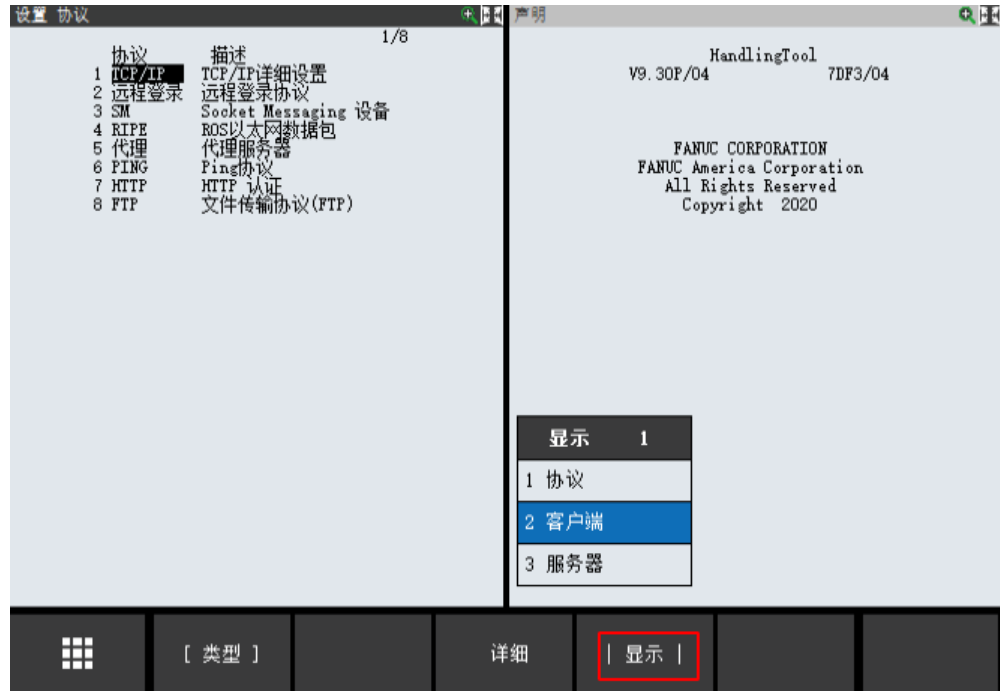 设置 协议
1/8
协议 描述
1 TCP/IP TCP/IP详细设置
2 远程登录 远程登录协议
3 SM Socket Messaging 设备
4 RIPE ROS以太网数据包
5 代理 代理服务器
6 PING Ping协议
7 HTTP HTTP 认证
8 FTP 文件传输协议(FTP)
声明
HandlingTool
V9.30P/04 7DF3/04
FANUC CORPORATION
FANUC America Corporation
All Rights Reserved
Copyright 2020
显示 1
1 协议
2 客户端
3 服务器
[ 类型 ] 详细 | 显示 |